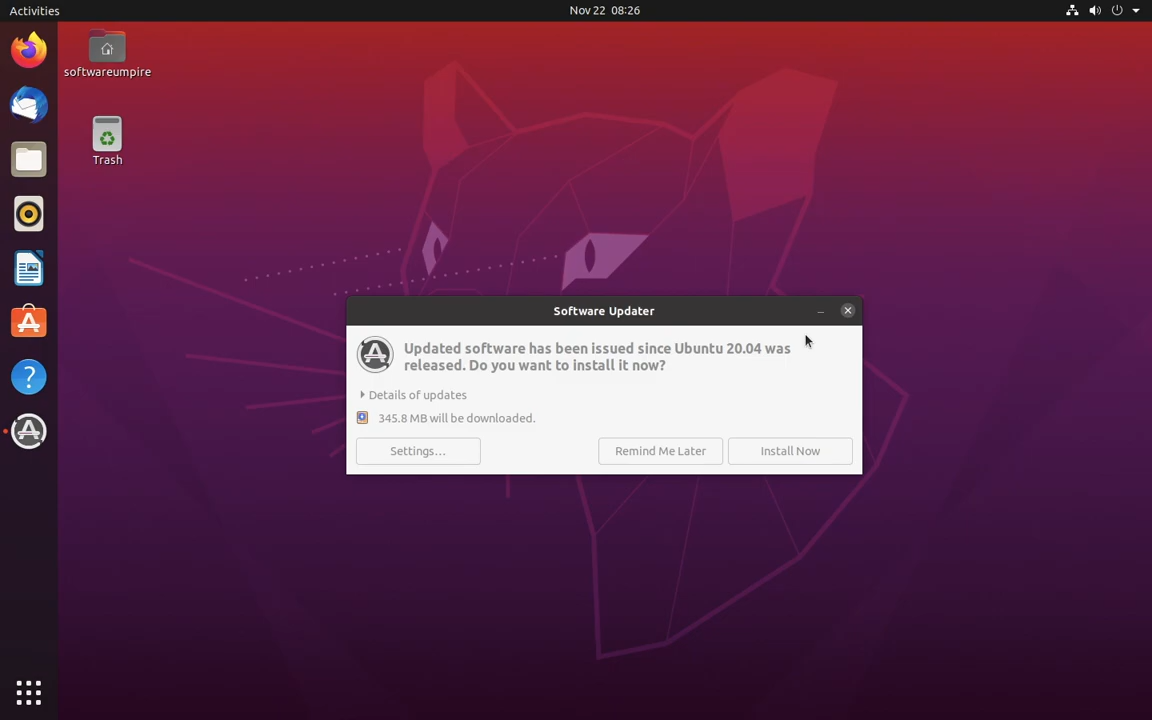 Activities
Nov 22 08:26
softwareumpire
Trash
Software Updater
Updated software has been issued since Ubuntu 20.04 was
released. Do you want to install it now?
Details of updates
345.8 MB will be downloaded.
Settings…
Remind Me Later
Install Now